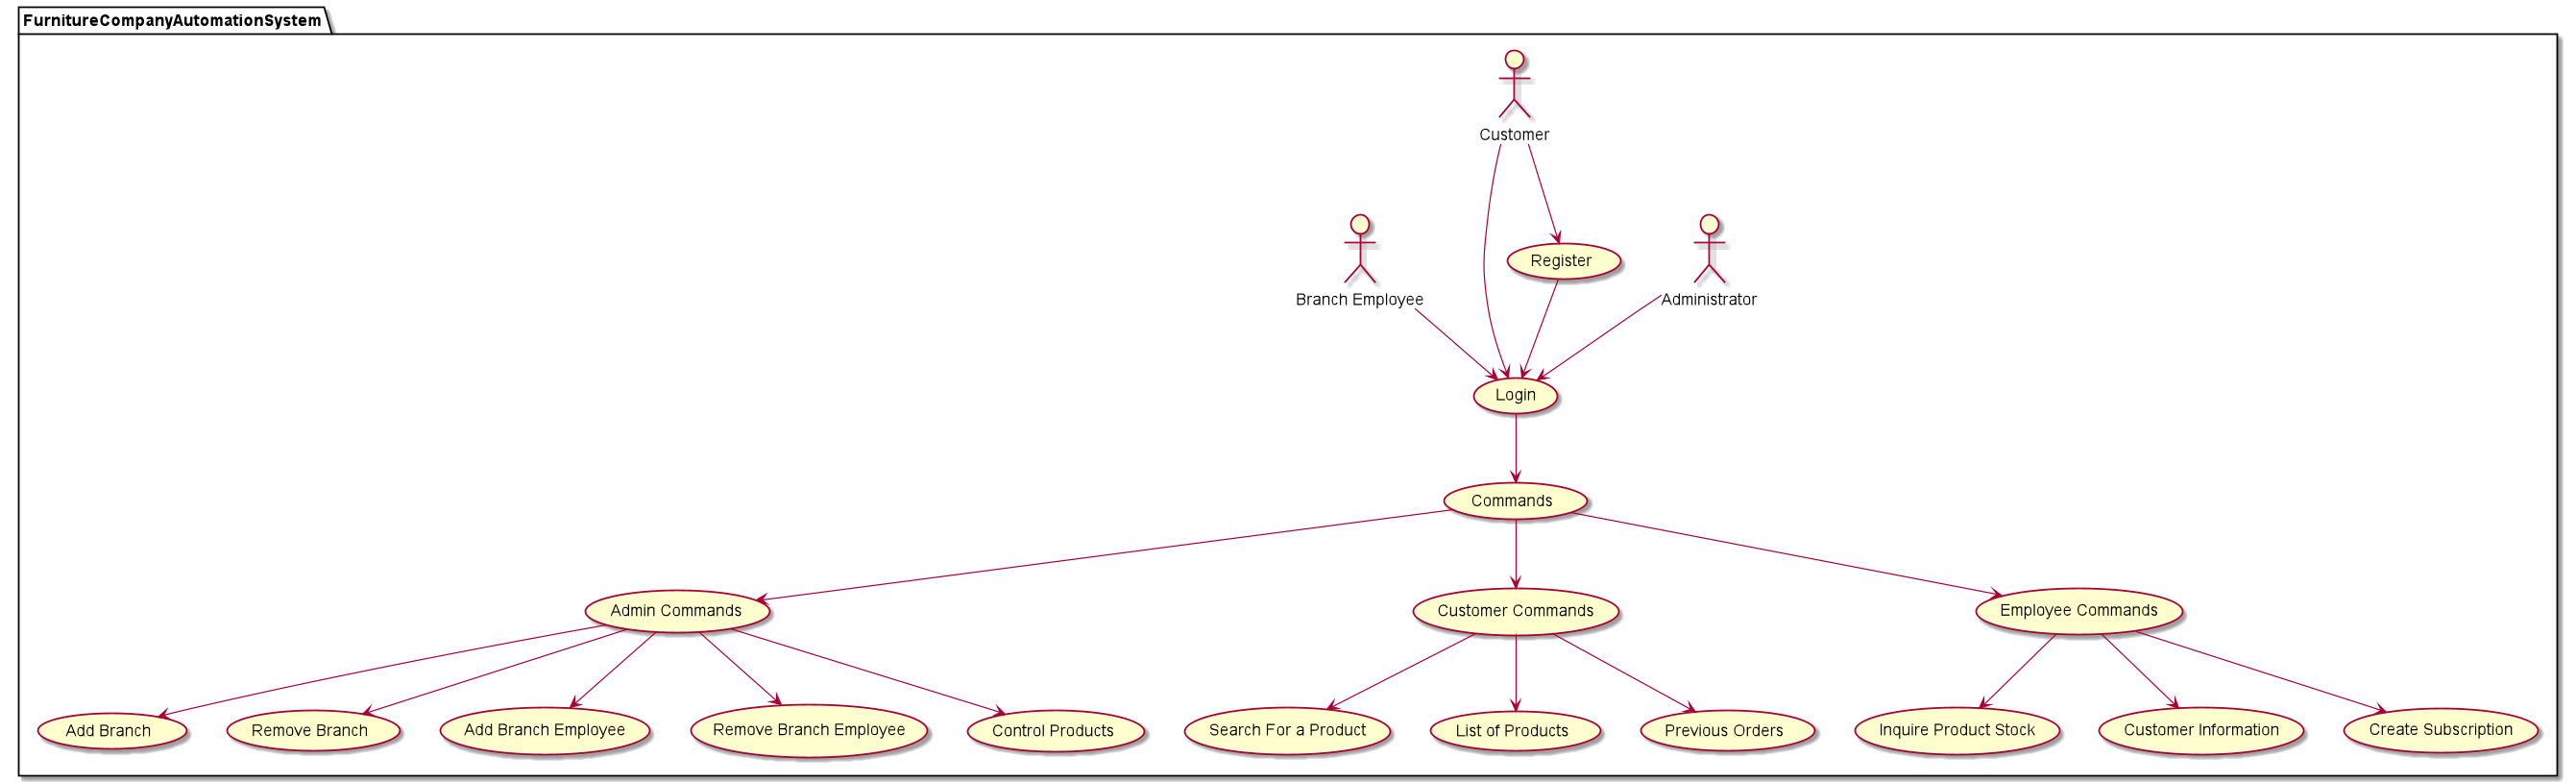 FurnitureCompanyAutomationSystem
Customer
Branch Employee
Register
Administrator
Login
Commands
Admin Commands
Customer Commands
Employee Commands
Add Branch
Remove Branch
Add Branch Employee
Remove Branch Employee
Control Products
Search For a Product
List of Products
Previous Orders
Inquire Product Stock
Customer Information
Create Subscription